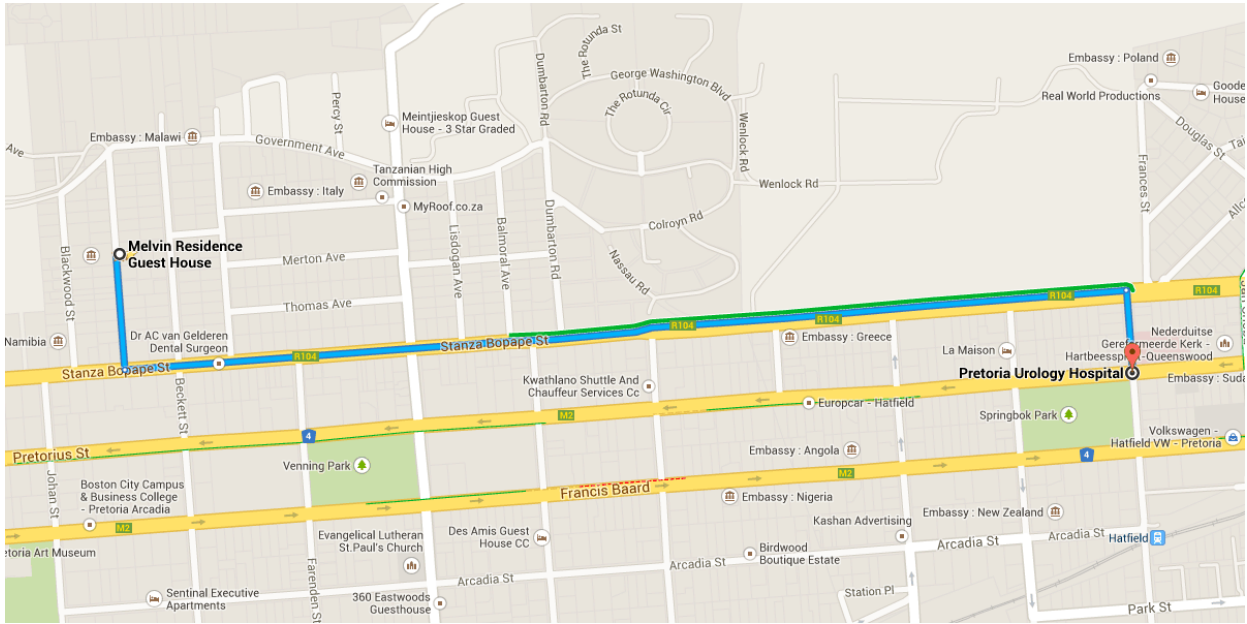 The Rotunda St
Embassy : Poland
George Washington Blvd
Real World Productions
Goode
House
Percy St
Dumbarton Rd
The Rotunda Cir
Meintjieskop Guest
House - 3 Star Graded
Wenlock Rd
Douglas St
Embassy : Malawi
Government Ave
Ave
Frances St
Tanzanian High
Commission
Embassy : Italy
MyRoof.co.za
Wenlock Rd
Dumbarton Rd
Balmoral Ave
Lisdogan Ave
Colroyn Rd
Blackwood St
Melvin Residence
Guest House
Merton Ave
Nassau Rd
Thomas Ave
R104
R104
R104
R104
R104
Namibia
Dr AC van Gelderen
Dental Surgeon
Stanza Bopape St
Stanza Bopape St
Embassy : Greece
La Maison
Nederduitse
Gereformeerde Kerk -
Pretoria Urology Hospital
Embassy : Suda
Beckett St
Kwathlano Shuttle And
Chauffeur Services Cc
Europcar - Hatfield
M2
Springbok Park
4
Pretorius St
Venning Park
Embassy : Angola
Volkswagen -
Hatfield VW - Pretoria
4
M2
Johan St
Boston City Campus
& Business College
- Pretoria Arcadia
Francis Baard
Embassy : Nigeria
M2
Embassy : New Zealand
Kashan Advertising
Evangelical Lutheran
St.Paul's Church
Des Amis Guest
House CC
Arcadia St
Arcadia St
Hatfield
etoria Art Museum
Birdwood
Boutique Estate
Arcadia St
Arcadia St
Farenden St
Sentinal Executive
Apartments
360 Eastwoods
Guesthouse
Station Pl
Park St